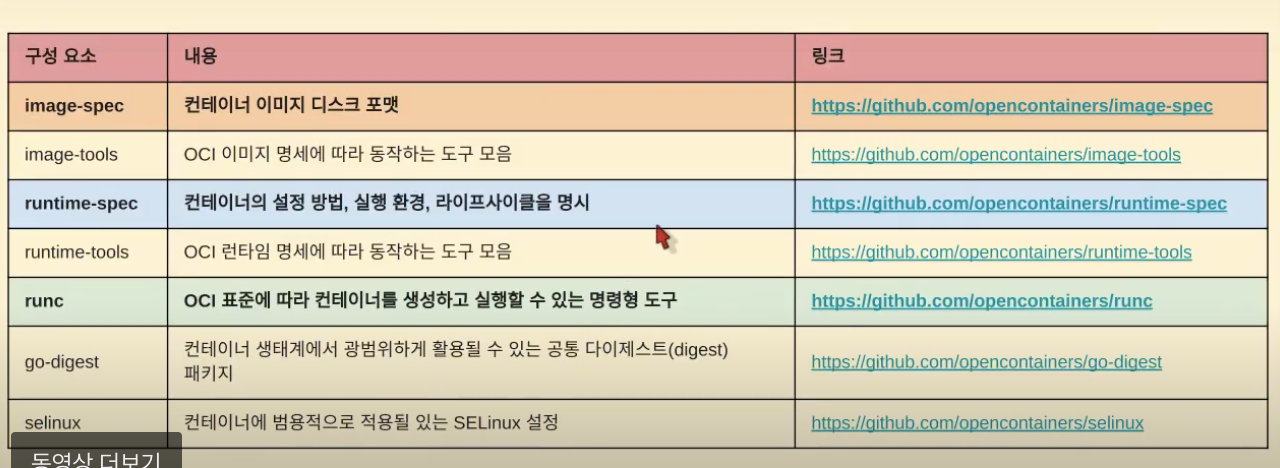 구성 요소 내용 링크
image-spec 컨테이너 이미지 디스크 포맷 https://github.com/opencontainers/image-spec
image-tools OCI 이미지 명세에 따라 동작하는 도구 모음 https://github.com/opencontainers/image-tools
runtime-spec 컨테이너의 설정 방법, 실행 환경, 라이프사이클을 명시 https://github.com/opencontainers/runtime-spec
runtime-tools OCI 런타임 명세에 따라 동작하는 도구 모음 https://github.com/opencontainers/runtime-tools
runc OCI 표준에 따라 컨테이너를 생성하고 실행할 수 있는 명령형 도구 https://github.com/opencontainers/runc
go-digest 컨테이너 생태계에서 광범위하게 활용될 수 있는 공통 다이제스트(digest)
패키지 https://github.com/opencontainers/go-digest
selinux 컨테이너에 범용적으로 적용될 있는 SELinux 설정 https://github.com/opencontainers/selinux
동영상 더보기